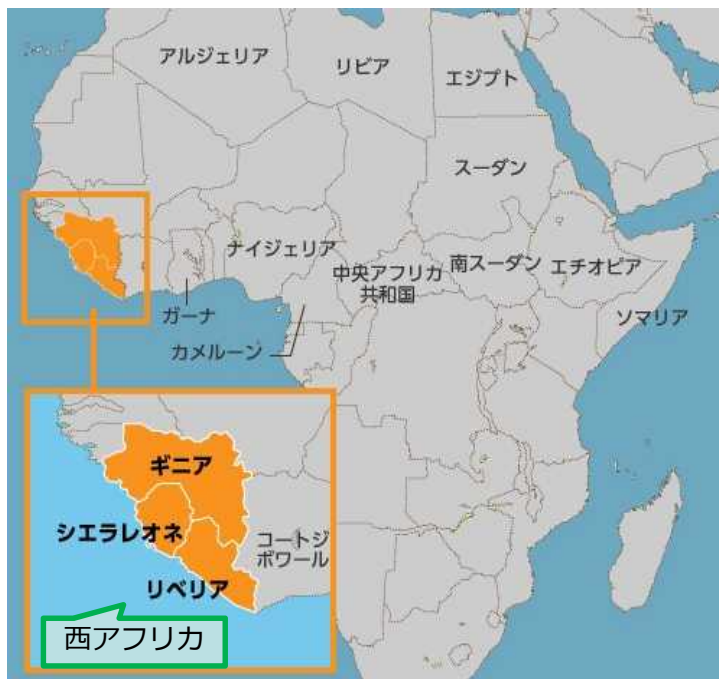 アルジェリア
リビア
エジプト
スーダン
ナイジェリア
中央アフリカ
共和国
南スーダン
エチオピア
ガーナ
ソマリア
カメルーン
ギニア
シエラレオネ
コートジ
ボワール
リベリア
西アフリカ